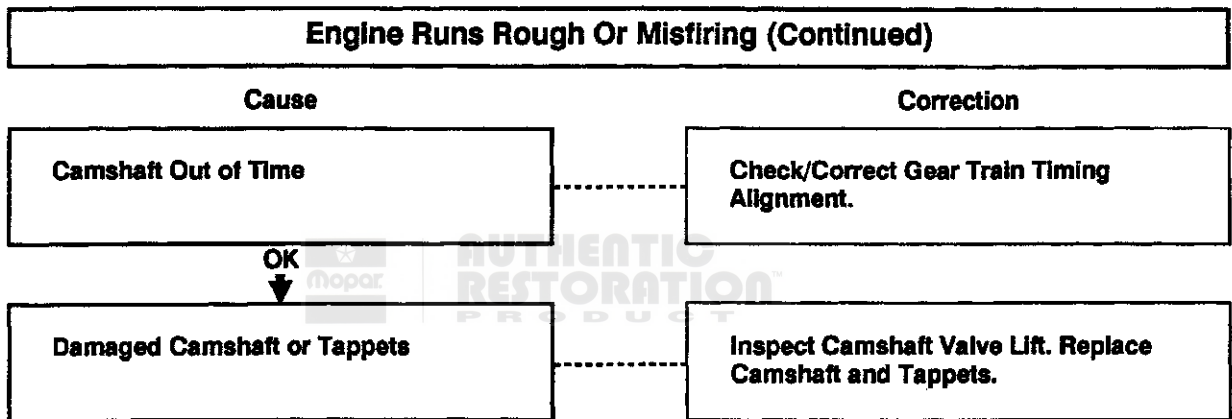 Engine Runs Rough Or Misfiring (Continued)
Cause
Correction
Camshaft Out of Time
Check/Correct Gear Train Timing
Alignment.
OK
Mopar
AUTHENTIC
RESTORATION™
PRODUCT
Damaged Camshaft or Tappets
Inspect Camshaft Valve Lift. Replace
Camshaft and Tappets.